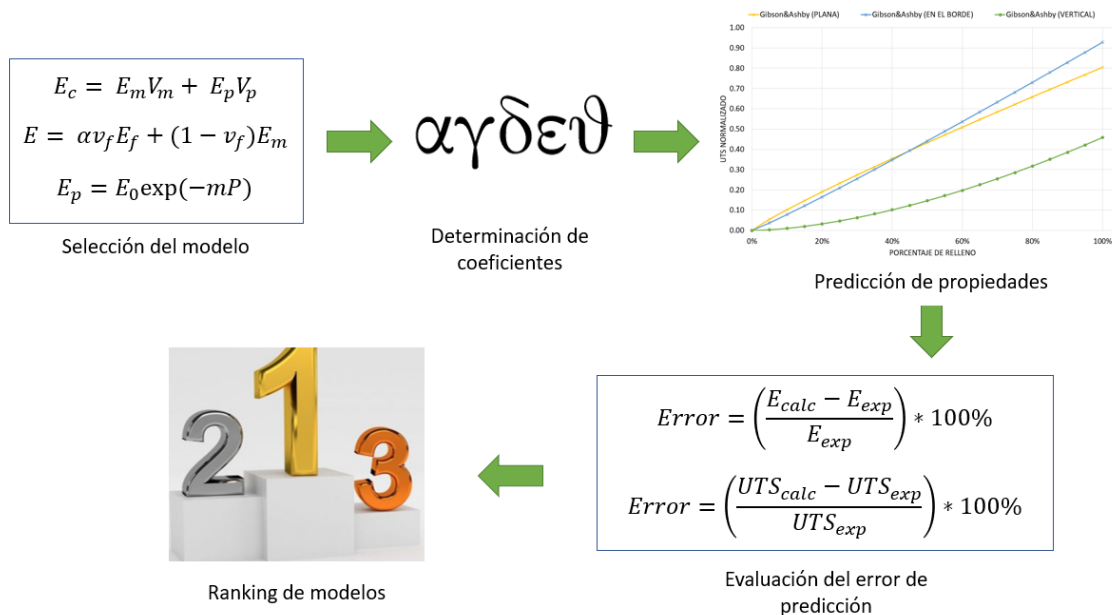 E_c = E_m V_m + E_p V_p
E = αv_f E_f + (1 − v_f)E_m
E_p = E_0 exp(−mP)
Selección del modelo
αγδεϑ
Determinación de
coeficientes
Gibson&Ashby (PLANA) Gibson&Ashby (EN EL BORDE) Gibson&Ashby (VERTICAL)
UTS NORMALIZADO
1.00
0.90
0.80
0.70
0.60
0.50
0.40
0.30
0.20
0.10
0.00
0% 20% 40% 60% 80% 100%
PORCENTAJE DE RELLENO
Predicción de propiedades
Error = ((E_calc − E_exp) / E_exp) * 100%
Error = ((UTS_calc − UTS_exp) / UTS_exp) * 100%
Evaluación del error de
predicción
2 1 3
Ranking de modelos